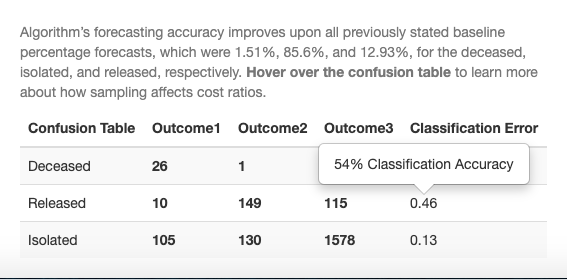 Algorithm's forecasting accuracy improves upon all previously stated baseline
percentage forecasts, which were 1.51%, 85.6%, and 12.93%, for the deceased,
isolated, and released, respectively. Hover over the confusion table to learn more
about how sampling affects cost ratios.
Confusion Table Outcome1 Outcome2 Outcome3 Classification Error
Deceased 26 1
54% Classification Accuracy
Released 10 149 115 0.46
Isolated 105 130 1578 0.13